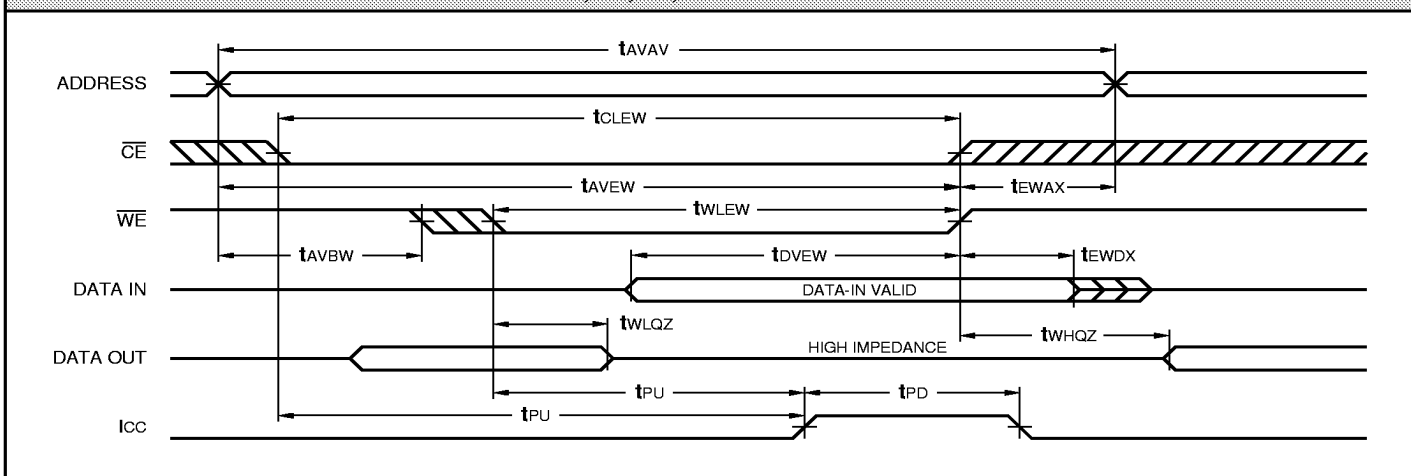 tAVAV
ADDRESS
tCLEW
CE
tAVEW
tEWAX
WE
tWLEW
tAVBW
tDVEW
tEWDX
DATA IN
DATA-IN VALID
tWLQZ
tWHQZ
DATA OUT
HIGH IMPEDANCE
tPU
tPD
tPU
ICC